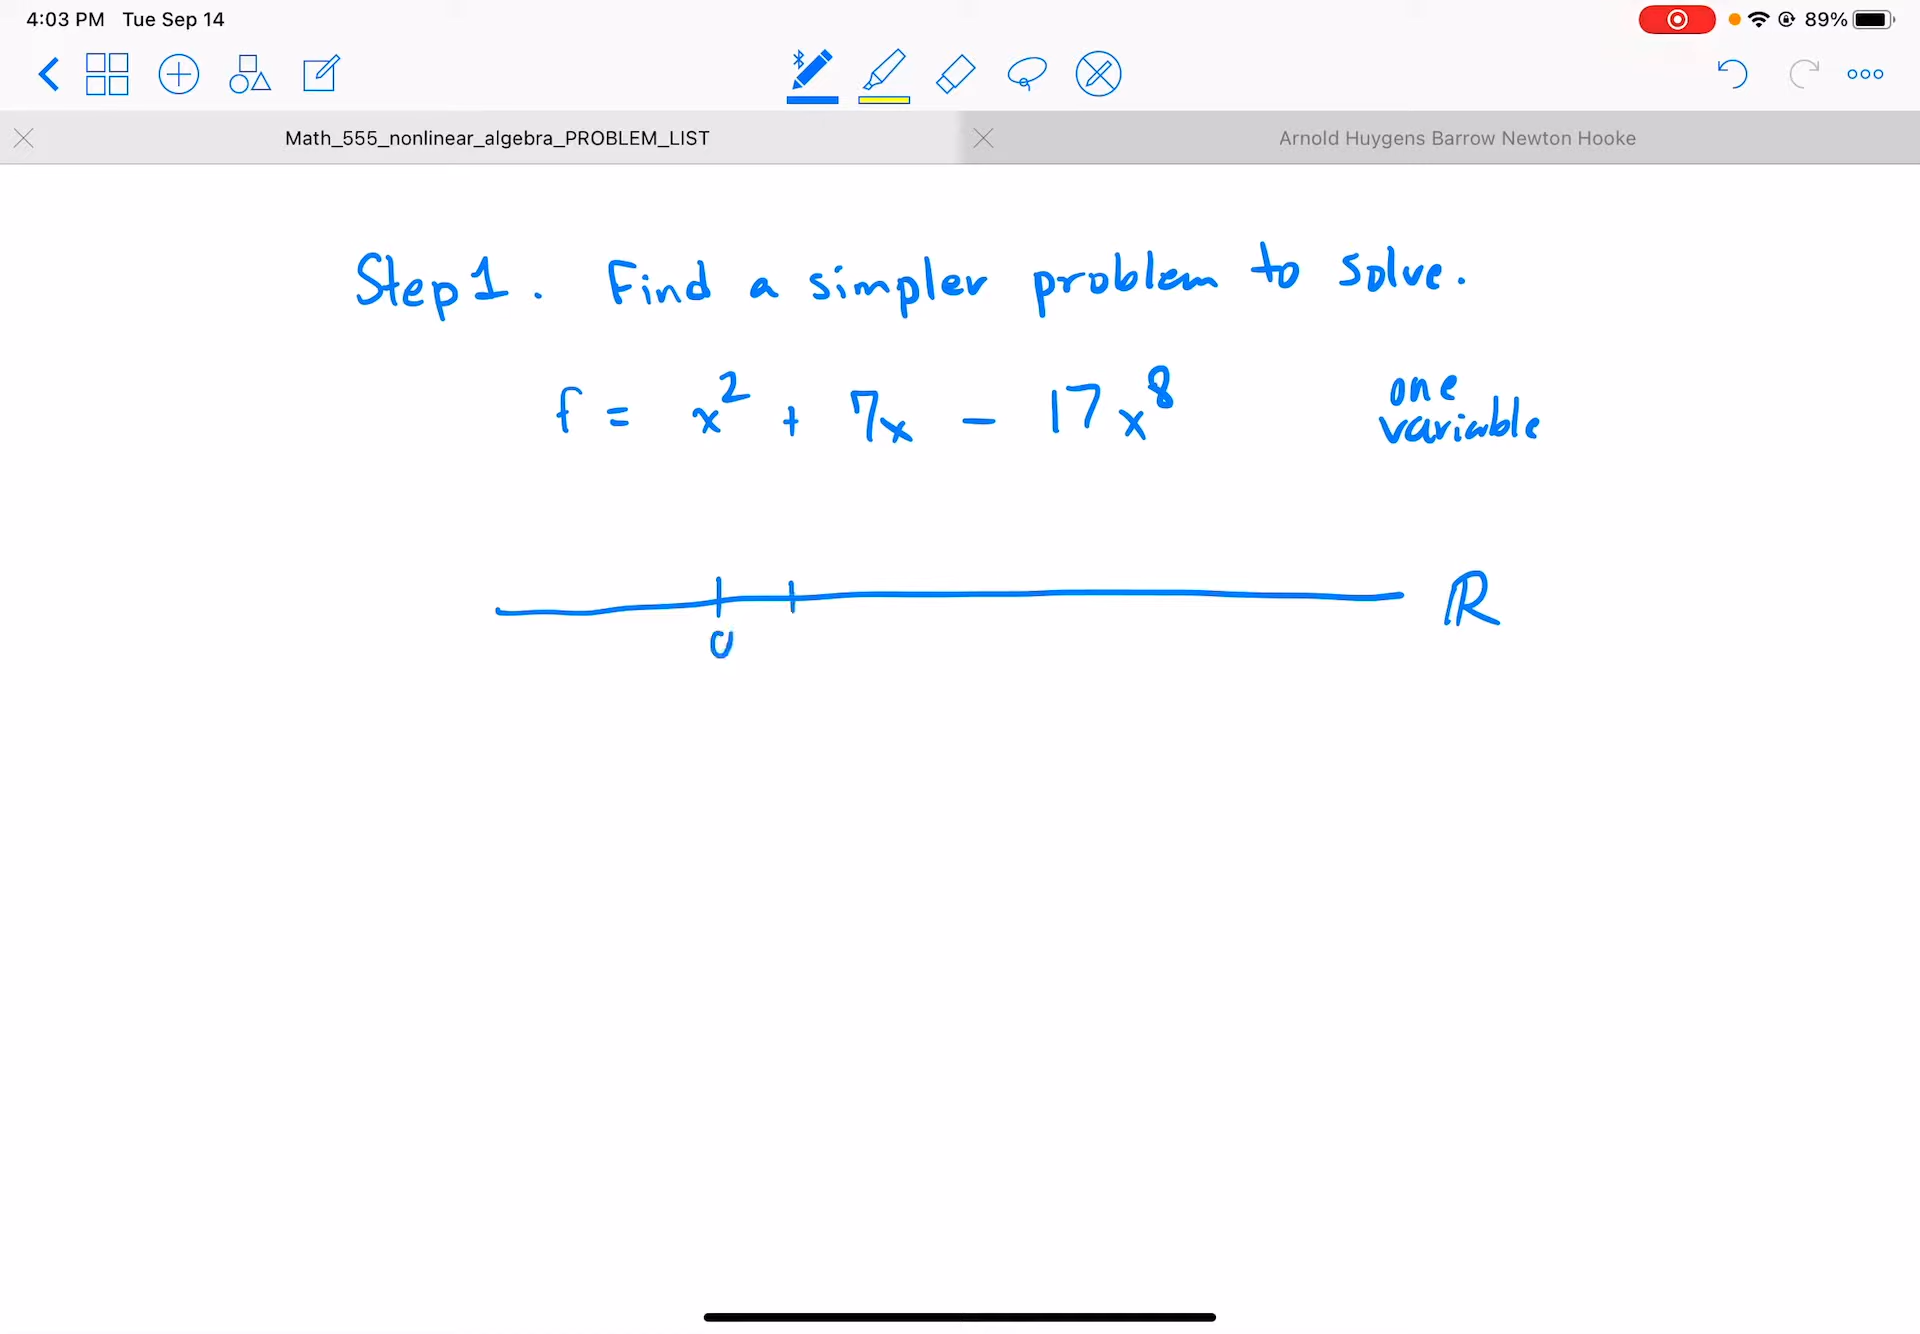 4:03 PM Tue Sep 14
89%
Math_555_nonlinear_algebra_PROBLEM_LIST
Arnold Huygens Barrow Newton Hooke
Step 1. Find a simpler problem to solve.
f = x² + 7x − 17x⁸
one
variable
ℝ
0